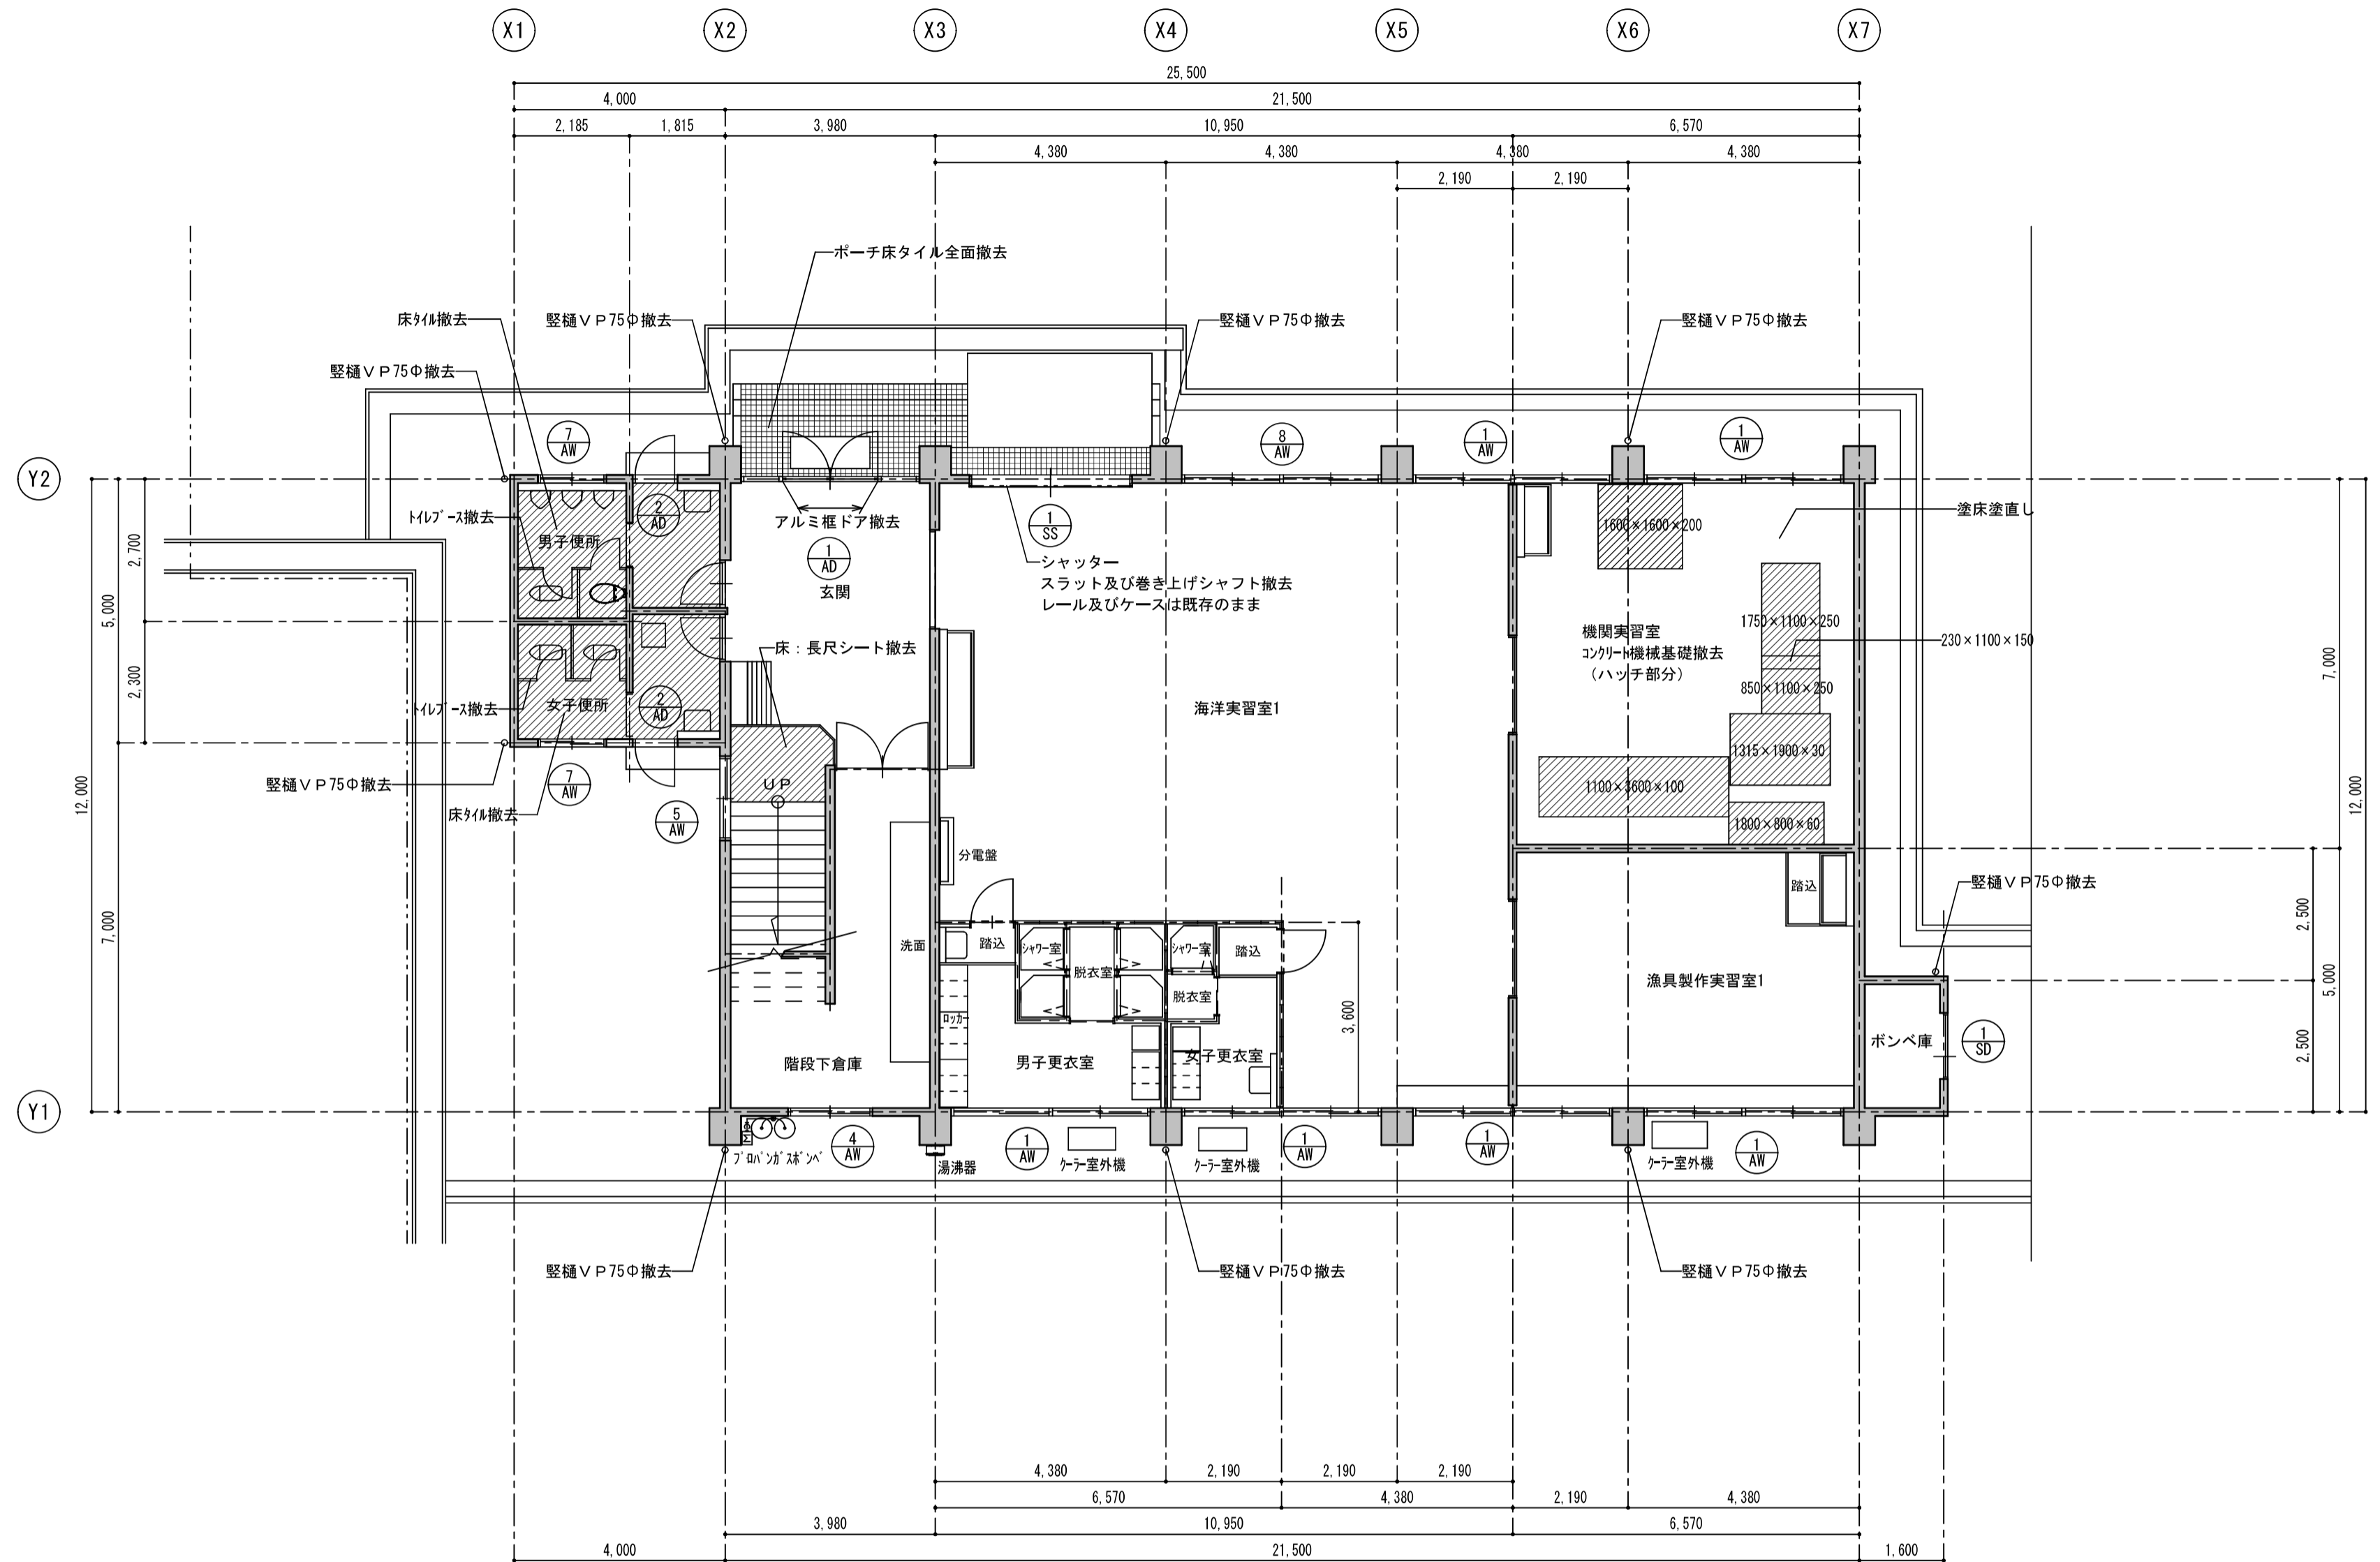 X1
X2
X3
X4
X5
X6
X7
25,500
4,000
21,500
2,185
1,815
3,980
10,950
6,570
4,380
4,380
4,380
4,380
2,190
2,190
ポーチ床タイル全面撤去
床タイル撤去
竪樋VP75Φ撤去
竪樋VP75Φ撤去
竪樋VP75Φ撤去
竪樋VP75Φ撤去
7
AW
8
AW
1
AW
1
AW
Y2
トイレブース撤去
男子便所
2
AD
アルミ框ドア撤去
1
AD
玄関
1
SS
シャッター
スラット及び巻き上げシャフト撤去
レール及びケースは既存のまま
1600×1600×200
塗床塗直し
2,700
5,000
2,300
12,000
7,000
機関実習室
コンクリート機械基礎撤去
(ハッチ部分)
1750×1100×250
230×1100×150
850×1100×250
1315×1900×30
1100×3600×100
1800×800×60
7,000
12,000
床:長尺シート撤去
海洋実習室1
トイレブース撤去
女子便所
2
AD
UP
竪樋VP75Φ撤去
7
AW
床タイル撤去
5
AW
分電盤
踏込
竪樋VP75Φ撤去
洗面
踏込
シャワー室
脱衣室
シャワー室
踏込
脱衣室
ロッカー
3,600
漁具製作実習室1
2,500
5,000
2,500
階段下倉庫
男子更衣室
女子更衣室
ボンベ庫
1
SD
Y1
プロパンガスボンベ
4
AW
湯沸器
1
AW
クーラー室外機
クーラー室外機
1
AW
1
AW
クーラー室外機
1
AW
竪樋VP75Φ撤去
竪樋VP75Φ撤去
竪樋VP75Φ撤去
4,380
2,190
2,190
2,190
6,570
4,380
2,190
4,380
3,980
10,950
6,570
4,000
21,500
1,600